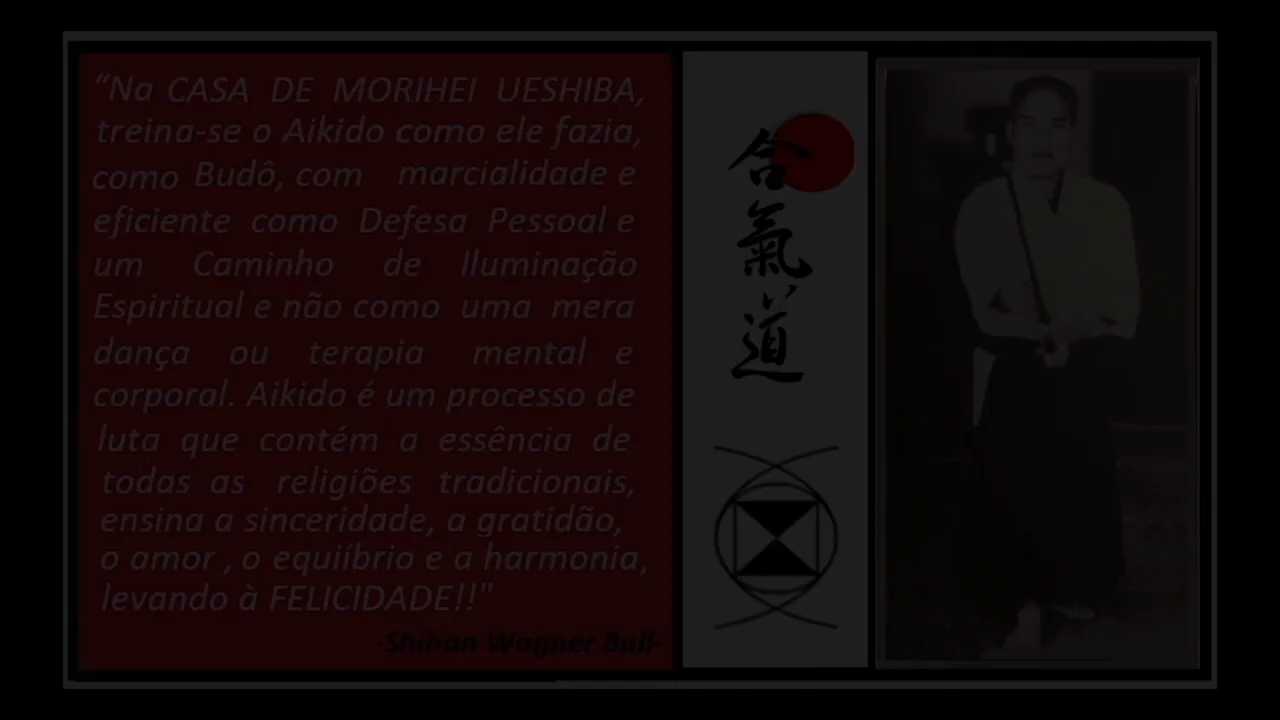 “Na CASA DE MORIHEI UESHIBA,
treina-se o Aikido como ele fazia,
como Budô, com marcialidade e
eficiente como Defesa Pessoal e
um Caminho de Iluminação
Espiritual e não como uma mera
dança ou terapia mental e
corporal. Aikido é um processo de
luta que contém a essência de
todas as religiões tradicionais,
ensina a sinceridade, a gratidão,
o amor , o equiíbrio e a harmonia,
levando à FELICIDADE!!"
-Shihan Wagner Bull-
合
氣
道